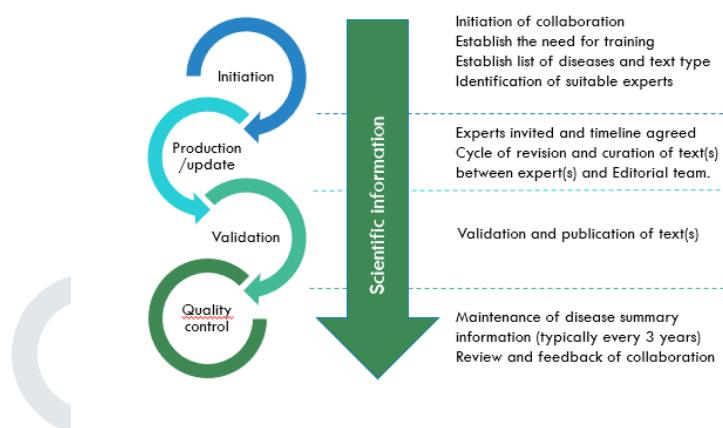 Initiation
Production
/update
Validation
Quality
control
Scientific information
Initiation of collaboration
Establish the need for training
Establish list of diseases and text type
Identification of suitable experts
Experts invited and timeline agreed
Cycle of revision and curation of text(s)
between expert(s) and Editorial team.
Validation and publication of text(s)
Maintenance of disease summary
information (typically every 3 years)
Review and feedback of collaboration